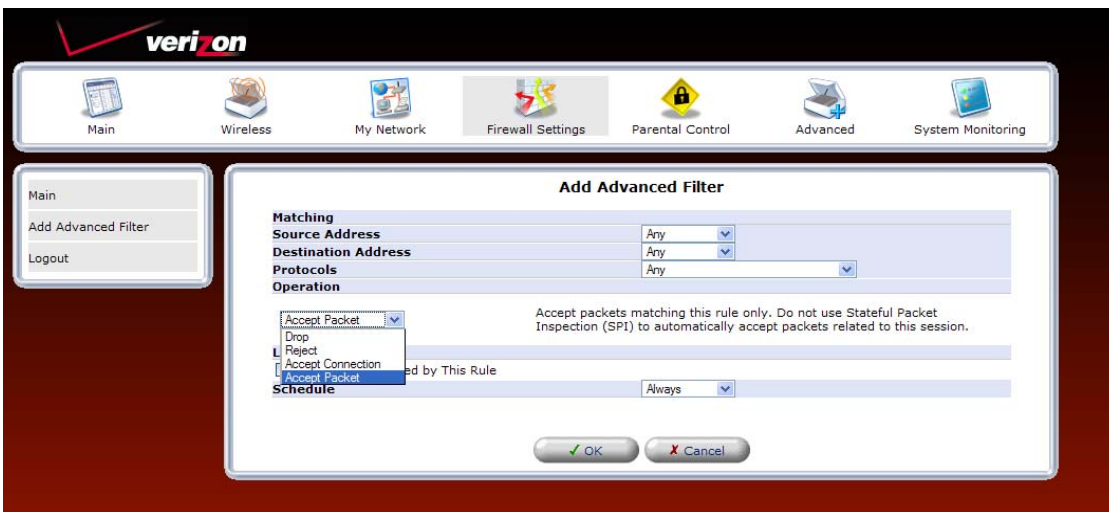 verizon
Main
Wireless
My Network
Firewall Settings
Parental Control
Advanced
System Monitoring
Main
Add Advanced Filter
Logout
Add Advanced Filter
Matching
Source Address Any
Destination Address Any
Protocols Any
Operation
Accept Packet
Accept packets matching this rule only. Do not use Stateful Packet
Inspection (SPI) to automatically accept packets related to this session.
Drop
Reject
Accept Connection
Accept Packet
L
ed by This Rule
Schedule Always
OK
Cancel